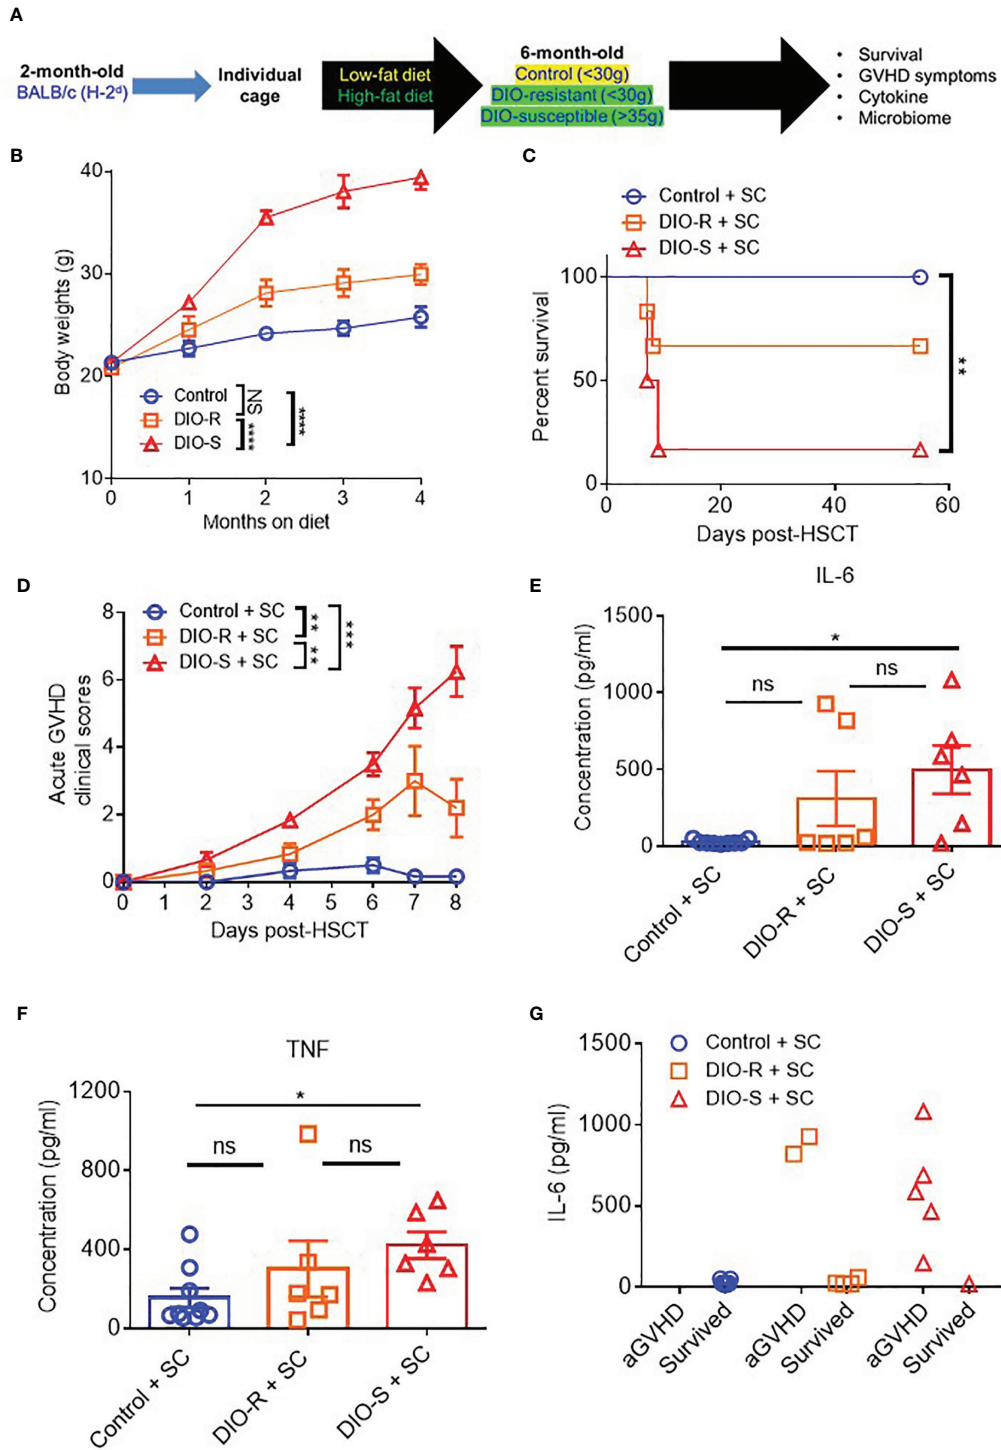 A
2-month-old
BALB/c (H-2ᵈ)
Individual
cage
Low-fat diet
High-fat diet
6-month-old
Control (<30g)
DIO-resistant (<30g)
DIO-susceptible (>35g)
• Survival
• GVHD symptoms
• Cytokine
• Microbiome
B
Body weights (g)
40
30
20
10
0 1 2 3 4
Months on diet
Control
DIO-R
DIO-S
NS
****
****
C
Control + SC
DIO-R + SC
DIO-S + SC
Percent survival
100
50
0
0 20 40 60
Days post-HSCT
**
D
Control + SC
DIO-R + SC
DIO-S + SC
**
**
***
Acute GVHD
clinical scores
8
6
4
2
0
0 1 2 3 4 5 6 7 8
Days post-HSCT
E
IL-6
Concentration (pg/ml)
1500
1000
500
0
*
ns
ns
Control + SC
DIO-R + SC
DIO-S + SC
F
TNF
Concentration (pg/ml)
1200
800
400
0
*
ns
ns
Control + SC
DIO-R + SC
DIO-S + SC
G
Control + SC
DIO-R + SC
DIO-S + SC
IL-6 (pg/ml)
1500
1000
500
0
aGVHD
Survived
aGVHD
Survived
aGVHD
Survived